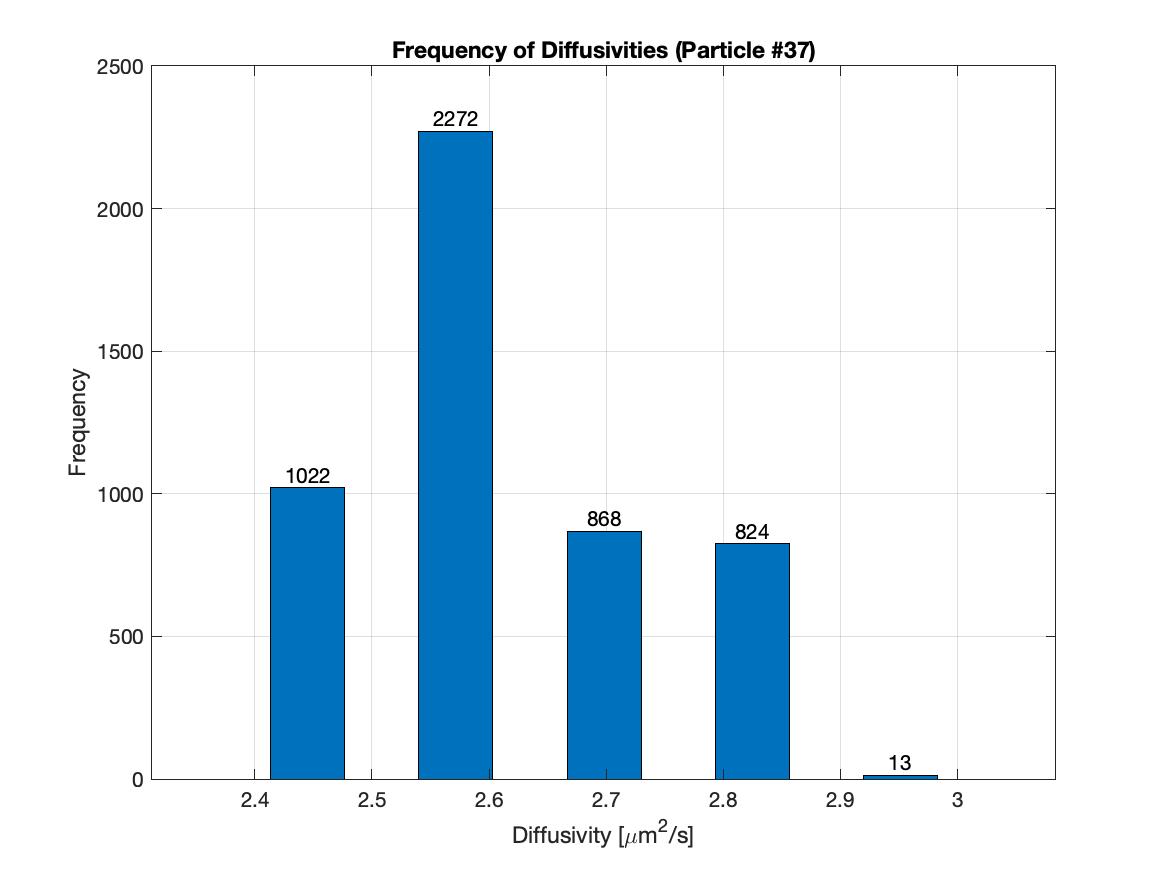 Frequency of Diffusivities (Particle #37)
2500
2000
1500
1000
500
0
Frequency
2272
1022
868
824
13
2.4 2.5 2.6 2.7 2.8 2.9 3
Diffusivity [μm²/s]